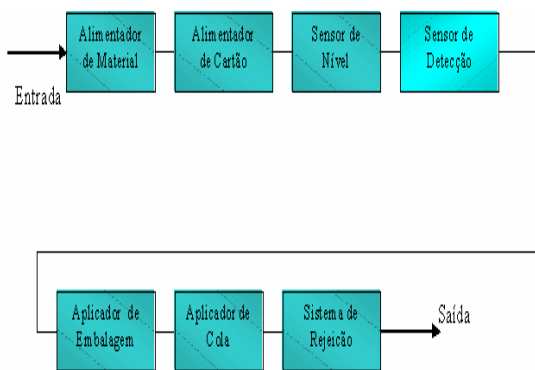 Alimentador
de Material
Alimentador
de Cartão
Sensor de
Nível
Sensor de
Detecção
Entrada
Aplicador de
Embalagem
Aplicador de
Cola
Sistema de
Rejeição
Saída